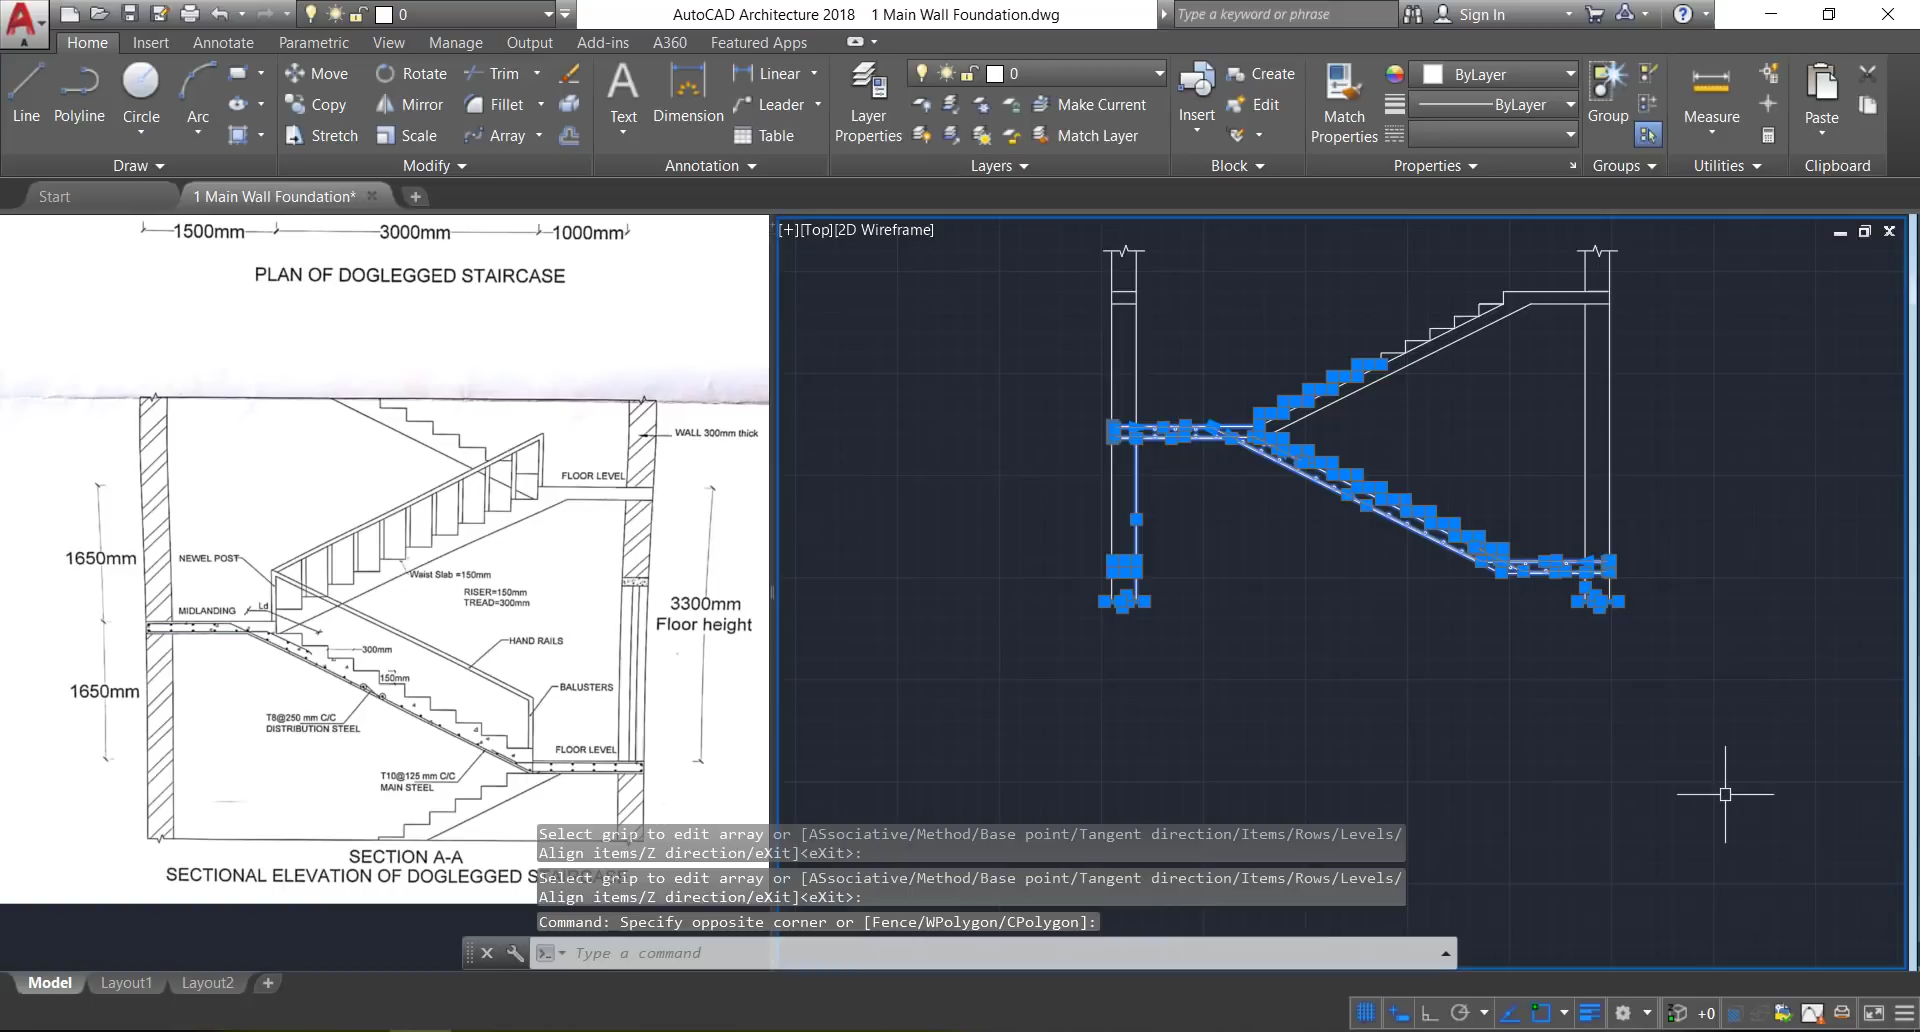 AutoCAD Architecture 2018 1 Main Wall Foundation.dwg
0
Type a keyword or phrase
Sign In
Home Insert Annotate Parametric View Manage Output Add-ins A360 Featured Apps
Line Polyline Circle Arc
Move Rotate Trim
Copy Mirror Fillet
Stretch Scale Array
Text Dimension
Linear
Leader
Table
Layer
Properties
0
Make Current
Match Layer
Insert
Create
Edit
Match
Properties
ByLayer
ByLayer
Group
Measure
Paste
Draw Modify Annotation Layers Block Properties Groups Utilities Clipboard
Start 1 Main Wall Foundation*
[+][Top][2D Wireframe]
1500mm 3000mm 1000mm
PLAN OF DOGLEGGED STAIRCASE
WALL 300mm thick
FLOOR LEVEL
1650mm
NEWEL POST
Waist Slab =150mm
RISER=150mm
TREAD=300mm
3300mm
Floor height
MIDLANDING
Ld
HAND RAILS
300mm
150mm
1650mm
BALUSTERS
T8@250 mm C/C
DISTRIBUTION STEEL
FLOOR LEVEL
T10@125 mm C/C
MAIN STEEL
SECTION A-A
SECTIONAL ELEVATION OF DOGLEGGED STAIRCASE
Select grip to edit array or [ASsociative/Method/Base point/Tangent direction/Items/Rows/Levels/
Align items/Z direction/eXit]<eXit>:
Select grip to edit array or [ASsociative/Method/Base point/Tangent direction/Items/Rows/Levels/
Align items/Z direction/eXit]<eXit>:
Command: Specify opposite corner or [Fence/WPolygon/CPolygon]:
Type a command
Model Layout1 Layout2
+0